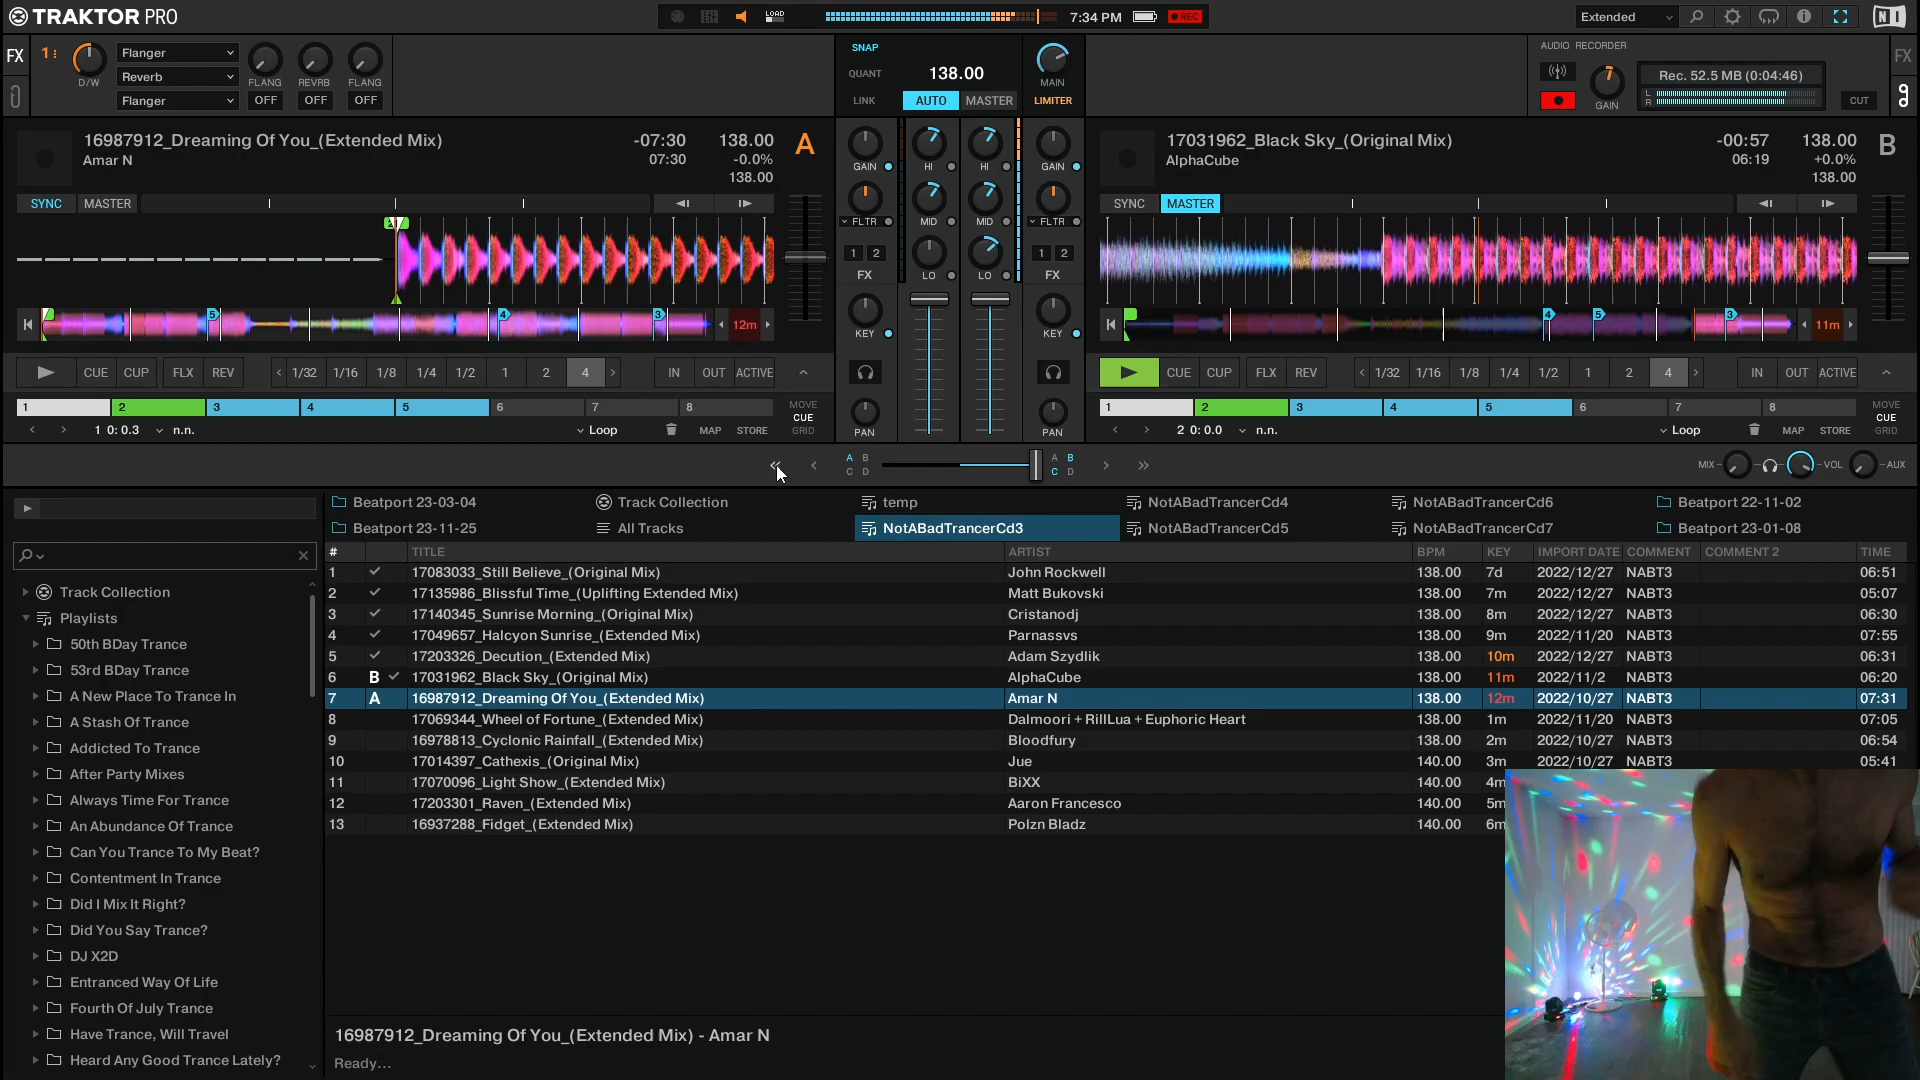 TRAKTOR PRO
LOAD 7:34 PM REC Extended
FX 1 Flanger Reverb Flanger
D/W FLANG REVRB FLANG
OFF OFF OFF
SNAP
QUANT 138.00 MAIN
LINK AUTO MASTER LIMITER
AUDIO RECORDER
Rec. 52.5 MB (0:04:46)
L
R
GAIN CUT
FX
16987912_Dreaming Of You_(Extended Mix) -07:30 138.00 A
Amar N 07:30 -0.0%
138.00
SYNC MASTER
5 4 3 12m
CUE CUP FLX REV 1/32 1/16 1/8 1/4 1/2 1 2 4 IN OUT ACTIVE
1 2 3 4 5 6 7 8 MOVE
CUE
1 0: 0.3 n.n. Loop MAP STORE GRID
GAIN HI HI GAIN
FLTR MID MID FLTR
1 2 1 2
FX LO LO FX
KEY KEY
PAN PAN
17031962_Black Sky_(Original Mix) -00:57 138.00 B
AlphaCube 06:19 +0.0%
138.00
SYNC MASTER
4 5 3 11m
CUE CUP FLX REV 1/32 1/16 1/8 1/4 1/2 1 2 4 IN OUT ACTIVE
1 2 3 4 5 6 7 8 MOVE
CUE
2 0: 0.0 n.n. Loop MAP STORE GRID
A B A B
C D C D
MIX VOL AUX
Beatport 23-03-04 Track Collection temp NotABadTrancerCd4 NotABadTrancerCd6 Beatport 22-11-02
Beatport 23-11-25 All Tracks NotABadTrancerCd3 NotABadTrancerCd5 NotABadTrancerCd7 Beatport 23-01-08
# TITLE ARTIST BPM KEY IMPORT DATE COMMENT COMMENT 2 TIME
1 17083033_Still Believe_(Original Mix) John Rockwell 138.00 7d 2022/12/27 NABT3 06:51
2 17135986_Blissful Time_(Uplifting Extended Mix) Matt Bukovski 138.00 7m 2022/12/27 NABT3 05:07
3 17140345_Sunrise Morning_(Original Mix) Cristanodj 138.00 8m 2022/12/27 NABT3 06:30
4 17049657_Halcyon Sunrise_(Extended Mix) Parnassvs 138.00 9m 2022/11/20 NABT3 07:55
5 17203326_Decution_(Extended Mix) Adam Szydlik 138.00 10m 2022/12/27 NABT3 06:31
6 B 17031962_Black Sky_(Original Mix) AlphaCube 138.00 11m 2022/11/2 NABT3 06:20
7 A 16987912_Dreaming Of You_(Extended Mix) Amar N 138.00 12m 2022/10/27 NABT3 07:31
8 17069344_Wheel of Fortune_(Extended Mix) Dalmoori + RillLua + Euphoric Heart 138.00 1m 2022/11/20 NABT3 07:05
9 16978813_Cyclonic Rainfall_(Extended Mix) Bloodfury 138.00 2m 2022/10/27 NABT3 06:54
10 17014397_Cathexis_(Original Mix) Jue 140.00 3m 2022/10/27 NABT3 05:41
11 17070096_Light Show_(Extended Mix) BiXX 140.00 4m
12 17203301_Raven_(Extended Mix) Aaron Francesco 140.00 5m
13 16937288_Fidget_(Extended Mix) Polzn Bladz 140.00 6m
Track Collection
Playlists
50th BDay Trance
53rd BDay Trance
A New Place To Trance In
A Stash Of Trance
Addicted To Trance
After Party Mixes
Always Time For Trance
An Abundance Of Trance
Can You Trance To My Beat?
Contentment In Trance
Did I Mix It Right?
Did You Say Trance?
DJ X2D
Entranced Way Of Life
Fourth Of July Trance
Have Trance, Will Travel
Heard Any Good Trance Lately?
16987912_Dreaming Of You_(Extended Mix) - Amar N
Ready...